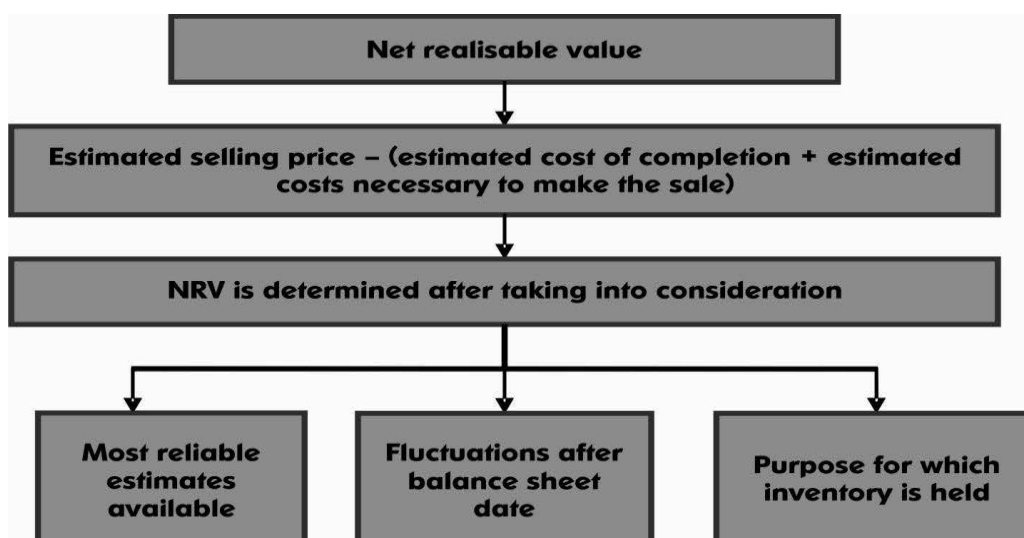 Net realisable value
Estimated selling price – (estimated cost of completion + estimated
costs necessary to make the sale)
NRV is determined after taking into consideration
Most reliable
estimates
available
Fluctuations after
balance sheet
date
Purpose for which
inventory is held